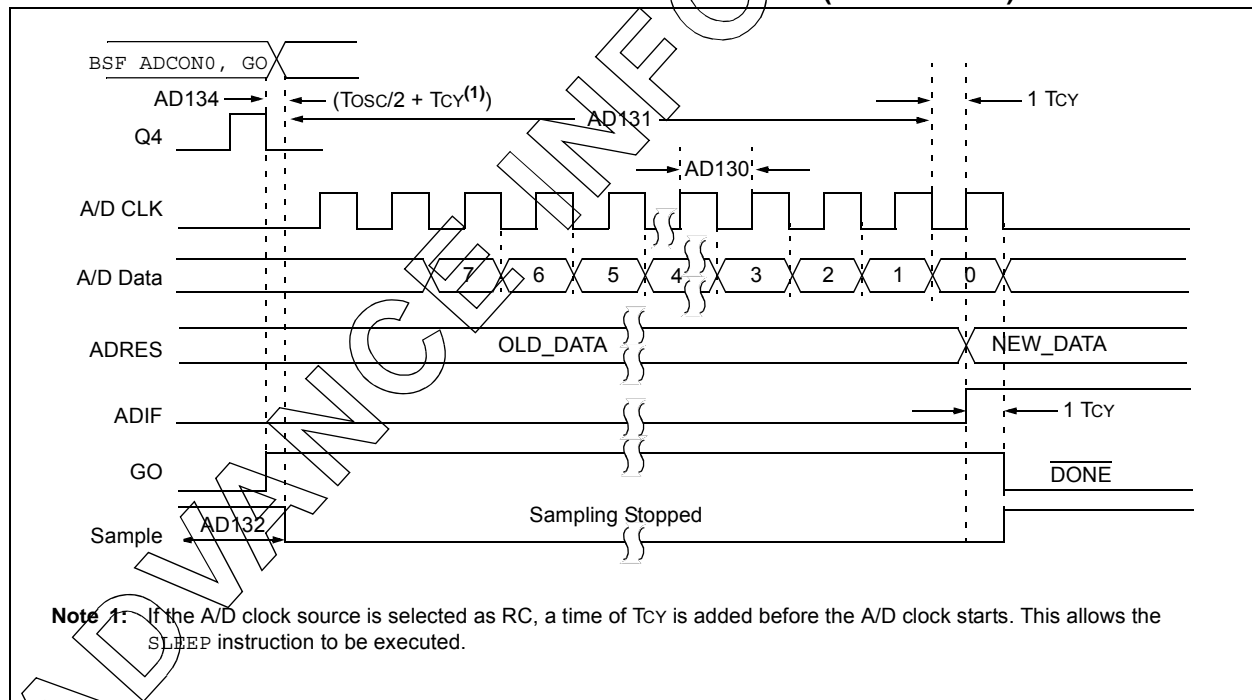 BSF ADCON0, GO
AD134 (TOSC/2 + TCY(1)) 1 TCY
AD131
Q4
AD130
A/D CLK
A/D Data 7 6 5 4 3 2 1 0
ADRES OLD_DATA NEW_DATA
ADIF 1 TCY
GO DONE
Sample AD132 Sampling Stopped
Note 1: If the A/D clock source is selected as RC, a time of TCY is added before the A/D clock starts. This allows the
SLEEP instruction to be executed.
ADVANCE INFO